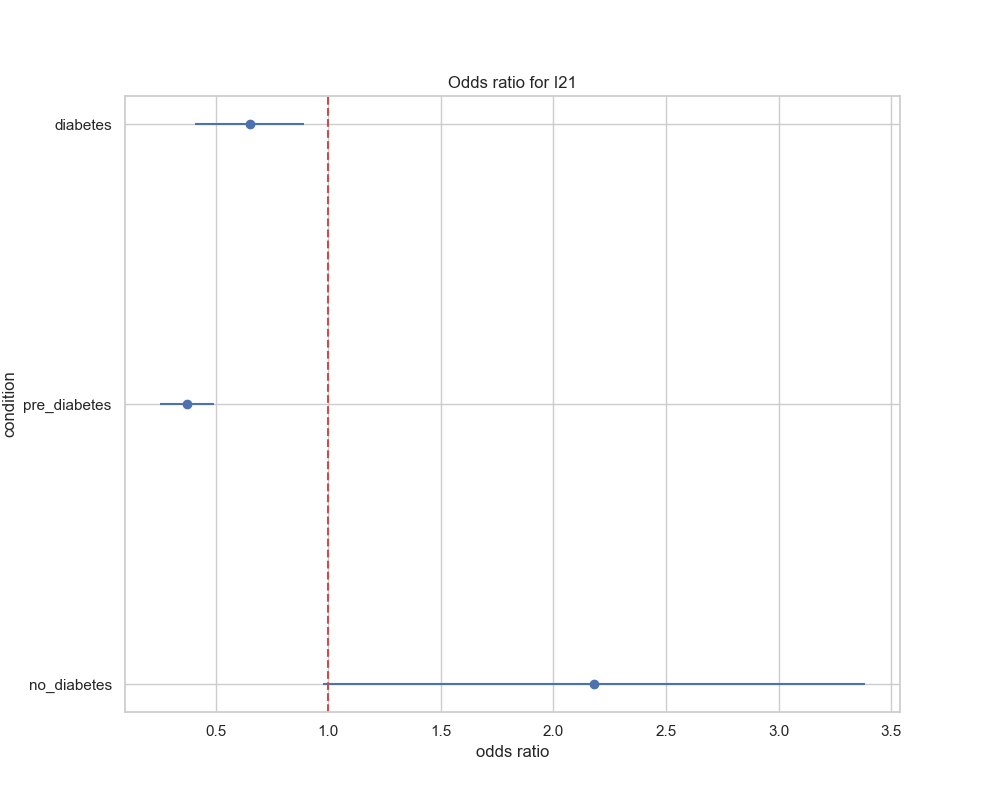 Odds ratio for I21
diabetes
pre_diabetes
no_diabetes
condition
0.5 1.0 1.5 2.0 2.5 3.0 3.5
odds ratio